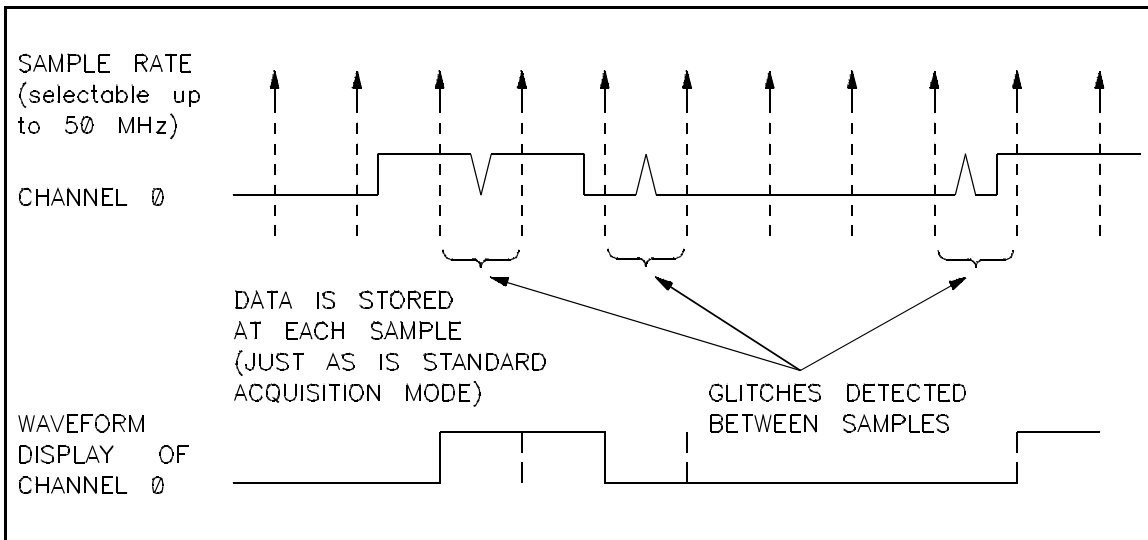 SAMPLE RATE
(selectable up
to 50 MHz)
CHANNEL 0
DATA IS STORED
AT EACH SAMPLE
(JUST AS IS STANDARD
ACQUISITION MODE)
GLITCHES DETECTED
BETWEEN SAMPLES
WAVEFORM
DISPLAY OF
CHANNEL 0